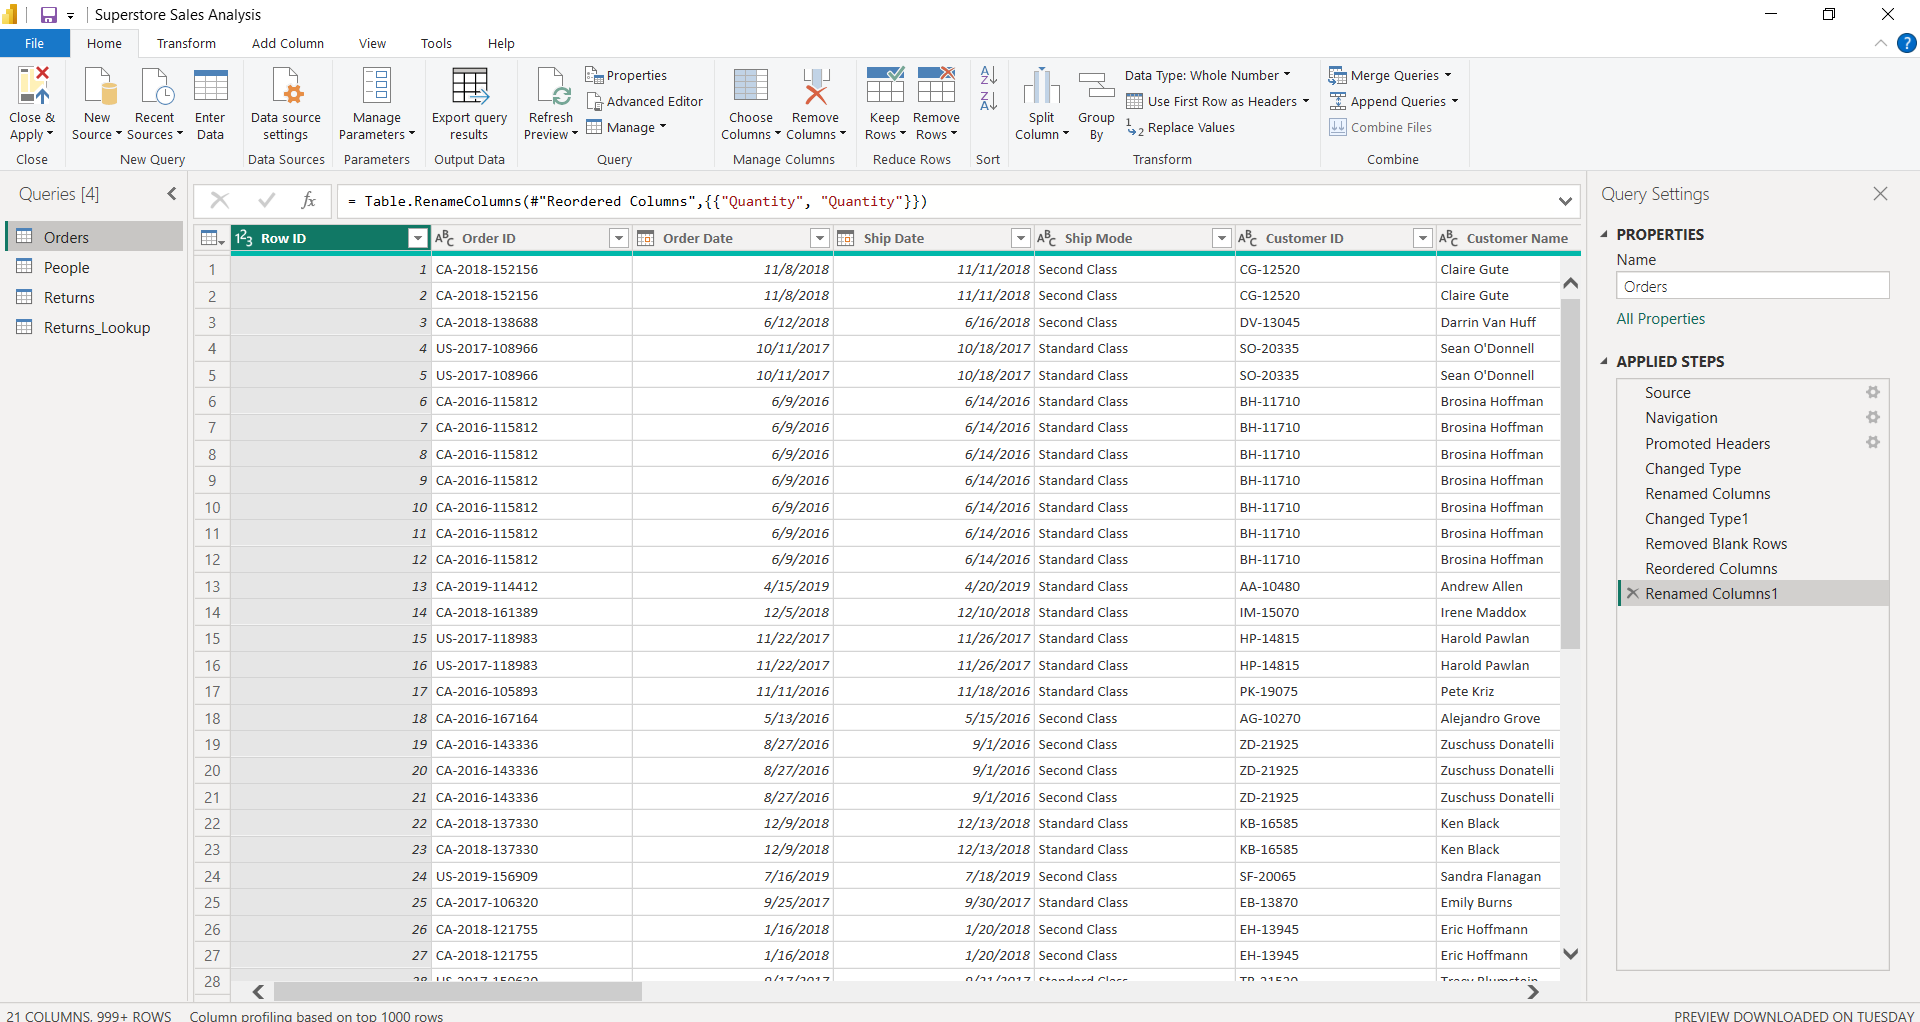 Superstore Sales Analysis
File Home Transform Add Column View Tools Help
Close & Apply
Close
New Source
Recent Sources
Enter Data
New Query
Data source settings
Data Sources
Manage Parameters
Parameters
Export query results
Output Data
Refresh Preview
Properties
Advanced Editor
Manage
Query
Choose Columns
Remove Columns
Manage Columns
Keep Rows
Remove Rows
Reduce Rows
Sort
Split Column
Group By
Data Type: Whole Number
Use First Row as Headers
Replace Values
Transform
Merge Queries
Append Queries
Combine Files
Combine
Queries [4]
Orders
People
Returns
Returns_Lookup
fx
= Table.RenameColumns(#"Reordered Columns",{{"Quantity", "Quantity"}})
Row ID Order ID Order Date Ship Date Ship Mode Customer ID Customer Name
1 1 CA-2018-152156 11/8/2018 11/11/2018 Second Class CG-12520 Claire Gute
2 2 CA-2018-152156 11/8/2018 11/11/2018 Second Class CG-12520 Claire Gute
3 3 CA-2018-138688 6/12/2018 6/16/2018 Second Class DV-13045 Darrin Van Huff
4 4 US-2017-108966 10/11/2017 10/18/2017 Standard Class SO-20335 Sean O'Donnell
5 5 US-2017-108966 10/11/2017 10/18/2017 Standard Class SO-20335 Sean O'Donnell
6 6 CA-2016-115812 6/9/2016 6/14/2016 Standard Class BH-11710 Brosina Hoffman
7 7 CA-2016-115812 6/9/2016 6/14/2016 Standard Class BH-11710 Brosina Hoffman
8 8 CA-2016-115812 6/9/2016 6/14/2016 Standard Class BH-11710 Brosina Hoffman
9 9 CA-2016-115812 6/9/2016 6/14/2016 Standard Class BH-11710 Brosina Hoffman
10 10 CA-2016-115812 6/9/2016 6/14/2016 Standard Class BH-11710 Brosina Hoffman
11 11 CA-2016-115812 6/9/2016 6/14/2016 Standard Class BH-11710 Brosina Hoffman
12 12 CA-2016-115812 6/9/2016 6/14/2016 Standard Class BH-11710 Brosina Hoffman
13 13 CA-2019-114412 4/15/2019 4/20/2019 Standard Class AA-10480 Andrew Allen
14 14 CA-2018-161389 12/5/2018 12/10/2018 Standard Class IM-15070 Irene Maddox
15 15 US-2017-118983 11/22/2017 11/26/2017 Standard Class HP-14815 Harold Pawlan
16 16 US-2017-118983 11/22/2017 11/26/2017 Standard Class HP-14815 Harold Pawlan
17 17 CA-2016-105893 11/11/2016 11/18/2016 Standard Class PK-19075 Pete Kriz
18 18 CA-2016-167164 5/13/2016 5/15/2016 Second Class AG-10270 Alejandro Grove
19 19 CA-2016-143336 8/27/2016 9/1/2016 Second Class ZD-21925 Zuschuss Donatelli
20 20 CA-2016-143336 8/27/2016 9/1/2016 Second Class ZD-21925 Zuschuss Donatelli
21 21 CA-2016-143336 8/27/2016 9/1/2016 Second Class ZD-21925 Zuschuss Donatelli
22 22 CA-2018-137330 12/9/2018 12/13/2018 Standard Class KB-16585 Ken Black
23 23 CA-2018-137330 12/9/2018 12/13/2018 Standard Class KB-16585 Ken Black
24 24 US-2019-156909 7/16/2019 7/18/2019 Second Class SF-20065 Sandra Flanagan
25 25 CA-2017-106320 9/25/2017 9/30/2017 Standard Class EB-13870 Emily Burns
26 26 CA-2018-121755 1/16/2018 1/20/2018 Second Class EH-13945 Eric Hoffmann
27 27 CA-2018-121755 1/16/2018 1/20/2018 Second Class EH-13945 Eric Hoffmann
28
Query Settings
PROPERTIES
Name
Orders
All Properties
APPLIED STEPS
Source
Navigation
Promoted Headers
Changed Type
Renamed Columns
Changed Type1
Removed Blank Rows
Reordered Columns
Renamed Columns1
21 COLUMNS, 999+ ROWS Column profiling based on top 1000 rows
PREVIEW DOWNLOADED ON TUESDAY